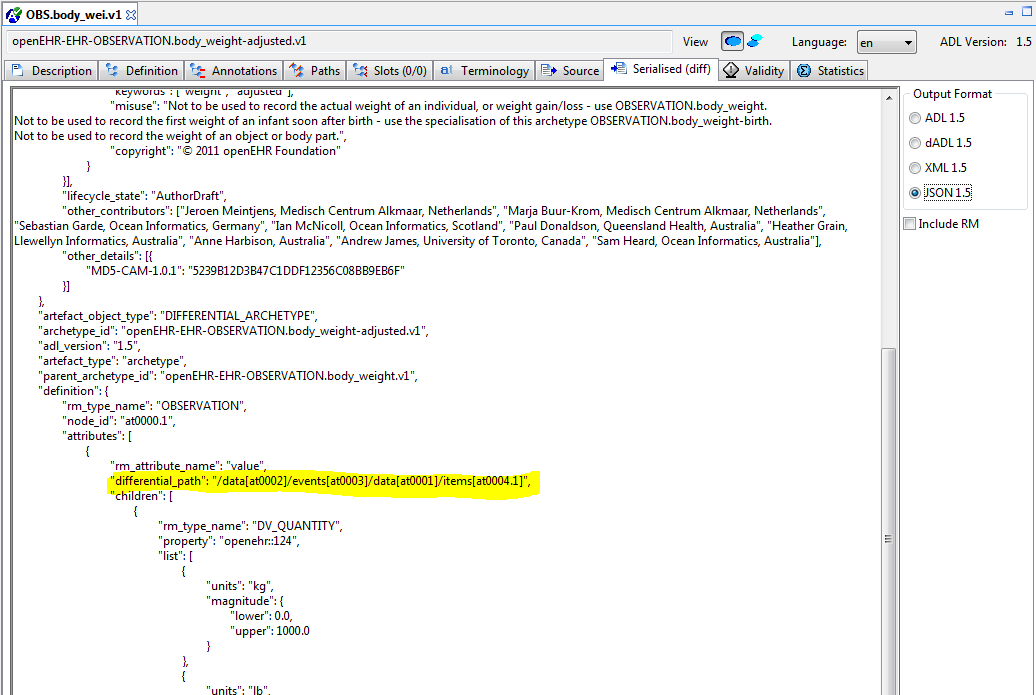 OBS.body_wei.v1
openEHR-EHR-OBSERVATION.body_weight-adjusted.v1 View Language: en ADL Version: 1.5
Description Definition Annotations Paths Slots (0/0) Terminology Source Serialised (diff) Validity Statistics
"keywords": ["weight", "adjusted"],
"misuse": "Not to be used to record the actual weight of an individual, or weight gain/loss - use OBSERVATION.body_weight.
Not to be used to record the first weight of an infant soon after birth - use the specialisation of this archetype OBSERVATION.body_weight-birth.
Not to be used to record the weight of an object or body part.",
"copyright": "© 2011 openEHR Foundation"
}
}],
"lifecycle_state": "AuthorDraft",
"other_contributors": ["Jeroen Meintjens, Medisch Centrum Alkmaar, Netherlands", "Marja Buur-Krom, Medisch Centrum Alkmaar, Netherlands",
"Sebastian Garde, Ocean Informatics, Germany", "Ian McNicoll, Ocean Informatics, Scotland", "Paul Donaldson, Queensland Health, Australia", "Heather Grain,
Llewellyn Informatics, Australia", "Anne Harbison, Australia", "Andrew James, University of Toronto, Canada", "Sam Heard, Ocean Informatics, Australia"],
"other_details": [{
"MD5-CAM-1.0.1": "5239B12D3B47C1DDF12356C08BB9EB6F"
}]
},
"artefact_object_type": "DIFFERENTIAL_ARCHETYPE",
"archetype_id": "openEHR-EHR-OBSERVATION.body_weight-adjusted.v1",
"adl_version": "1.5",
"artefact_type": "archetype",
"parent_archetype_id": "openEHR-EHR-OBSERVATION.body_weight.v1",
"definition": {
"rm_type_name": "OBSERVATION",
"node_id": "at0000.1",
"attributes": [
{
"rm_attribute_name": "value",
"differential_path": "/data[at0002]/events[at0003]/data[at0001]/items[at0004.1]",
"children": [
{
"rm_type_name": "DV_QUANTITY",
"property": "openehr::124",
"list": [
{
"units": "kg",
"magnitude": {
"lower": 0.0,
"upper": 1000.0
}
},
{
"units": "lb",
Output Format
ADL 1.5
dADL 1.5
XML 1.5
JSON 1.5
Include RM